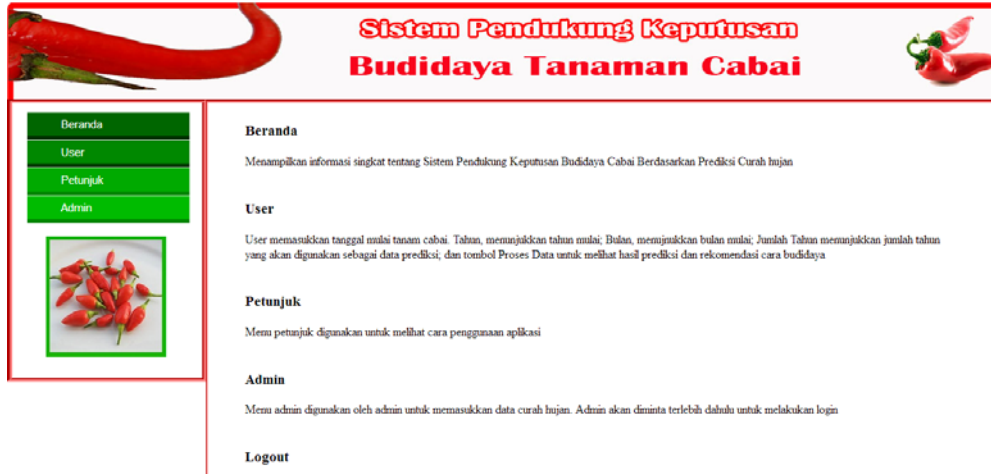 Sistem Pendukung Keputusan
Budidaya Tanaman Cabai
Beranda
User
Petunjuk
Admin
Beranda
Menampilkan informasi singkat tentang Sistem Pendukung Keputusan Budidaya Cabai Berdasarkan Prediksi Curah hujan
User
User memasukkan tanggal mulai tanam cabai. Tahun, menunjukkan tahun mulai; Bulan, menujnukkan bulan mulai; Jumlah Tahun menunjukkan jumlah tahun
yang akan digunakan sebagai data prediksi; dan tombol Proses Data untuk melihat hasil prediksi dan rekomendasi cara budidaya
Petunjuk
Menu petunjuk digunakan untuk melihat cara penggunaan aplikasi
Admin
Menu admin digunakan oleh admin untuk memasukkan data curah hujan. Admin akan diminta terlebih dahulu untuk melakukan login
Logout